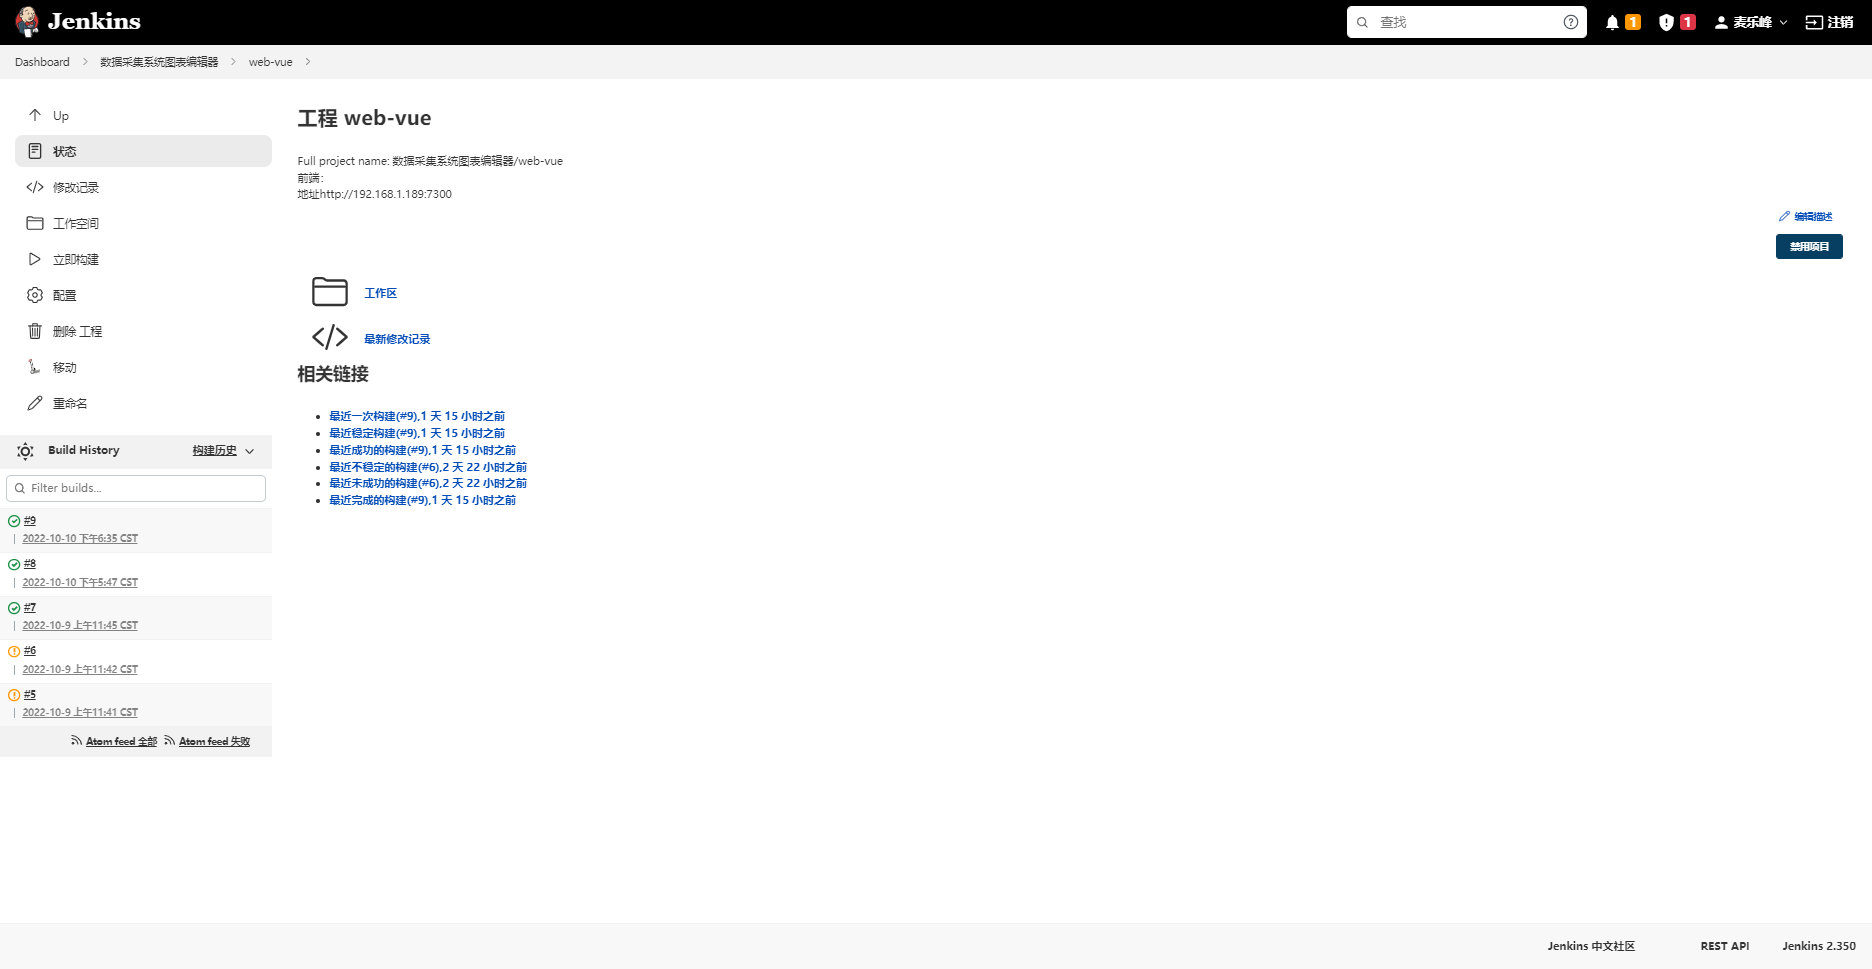 Jenkins
查找
1
1
麦乐峰
注销
Dashboard
数据采集系统图表编辑器
web-vue
Up
状态
修改记录
工作空间
立即构建
配置
删除 工程
移动
重命名
Build History
构建历史
Filter builds...
#9
2022-10-10 下午6:35 CST
#8
2022-10-10 下午5:47 CST
#7
2022-10-9 上午11:45 CST
#6
2022-10-9 上午11:42 CST
#5
2022-10-9 上午11:41 CST
Atom feed 全部
Atom feed 失败
工程 web-vue
Full project name: 数据采集系统图表编辑器/web-vue
前端：
地址http://192.168.1.189:7300
编辑描述
禁用项目
工作区
最新修改记录
相关链接
最近一次构建(#9),1 天 15 小时之前
最近稳定构建(#9),1 天 15 小时之前
最近成功的构建(#9),1 天 15 小时之前
最近不稳定的构建(#6),2 天 22 小时之前
最近未成功的构建(#6),2 天 22 小时之前
最近完成的构建(#9),1 天 15 小时之前
Jenkins 中文社区
REST API
Jenkins 2.350